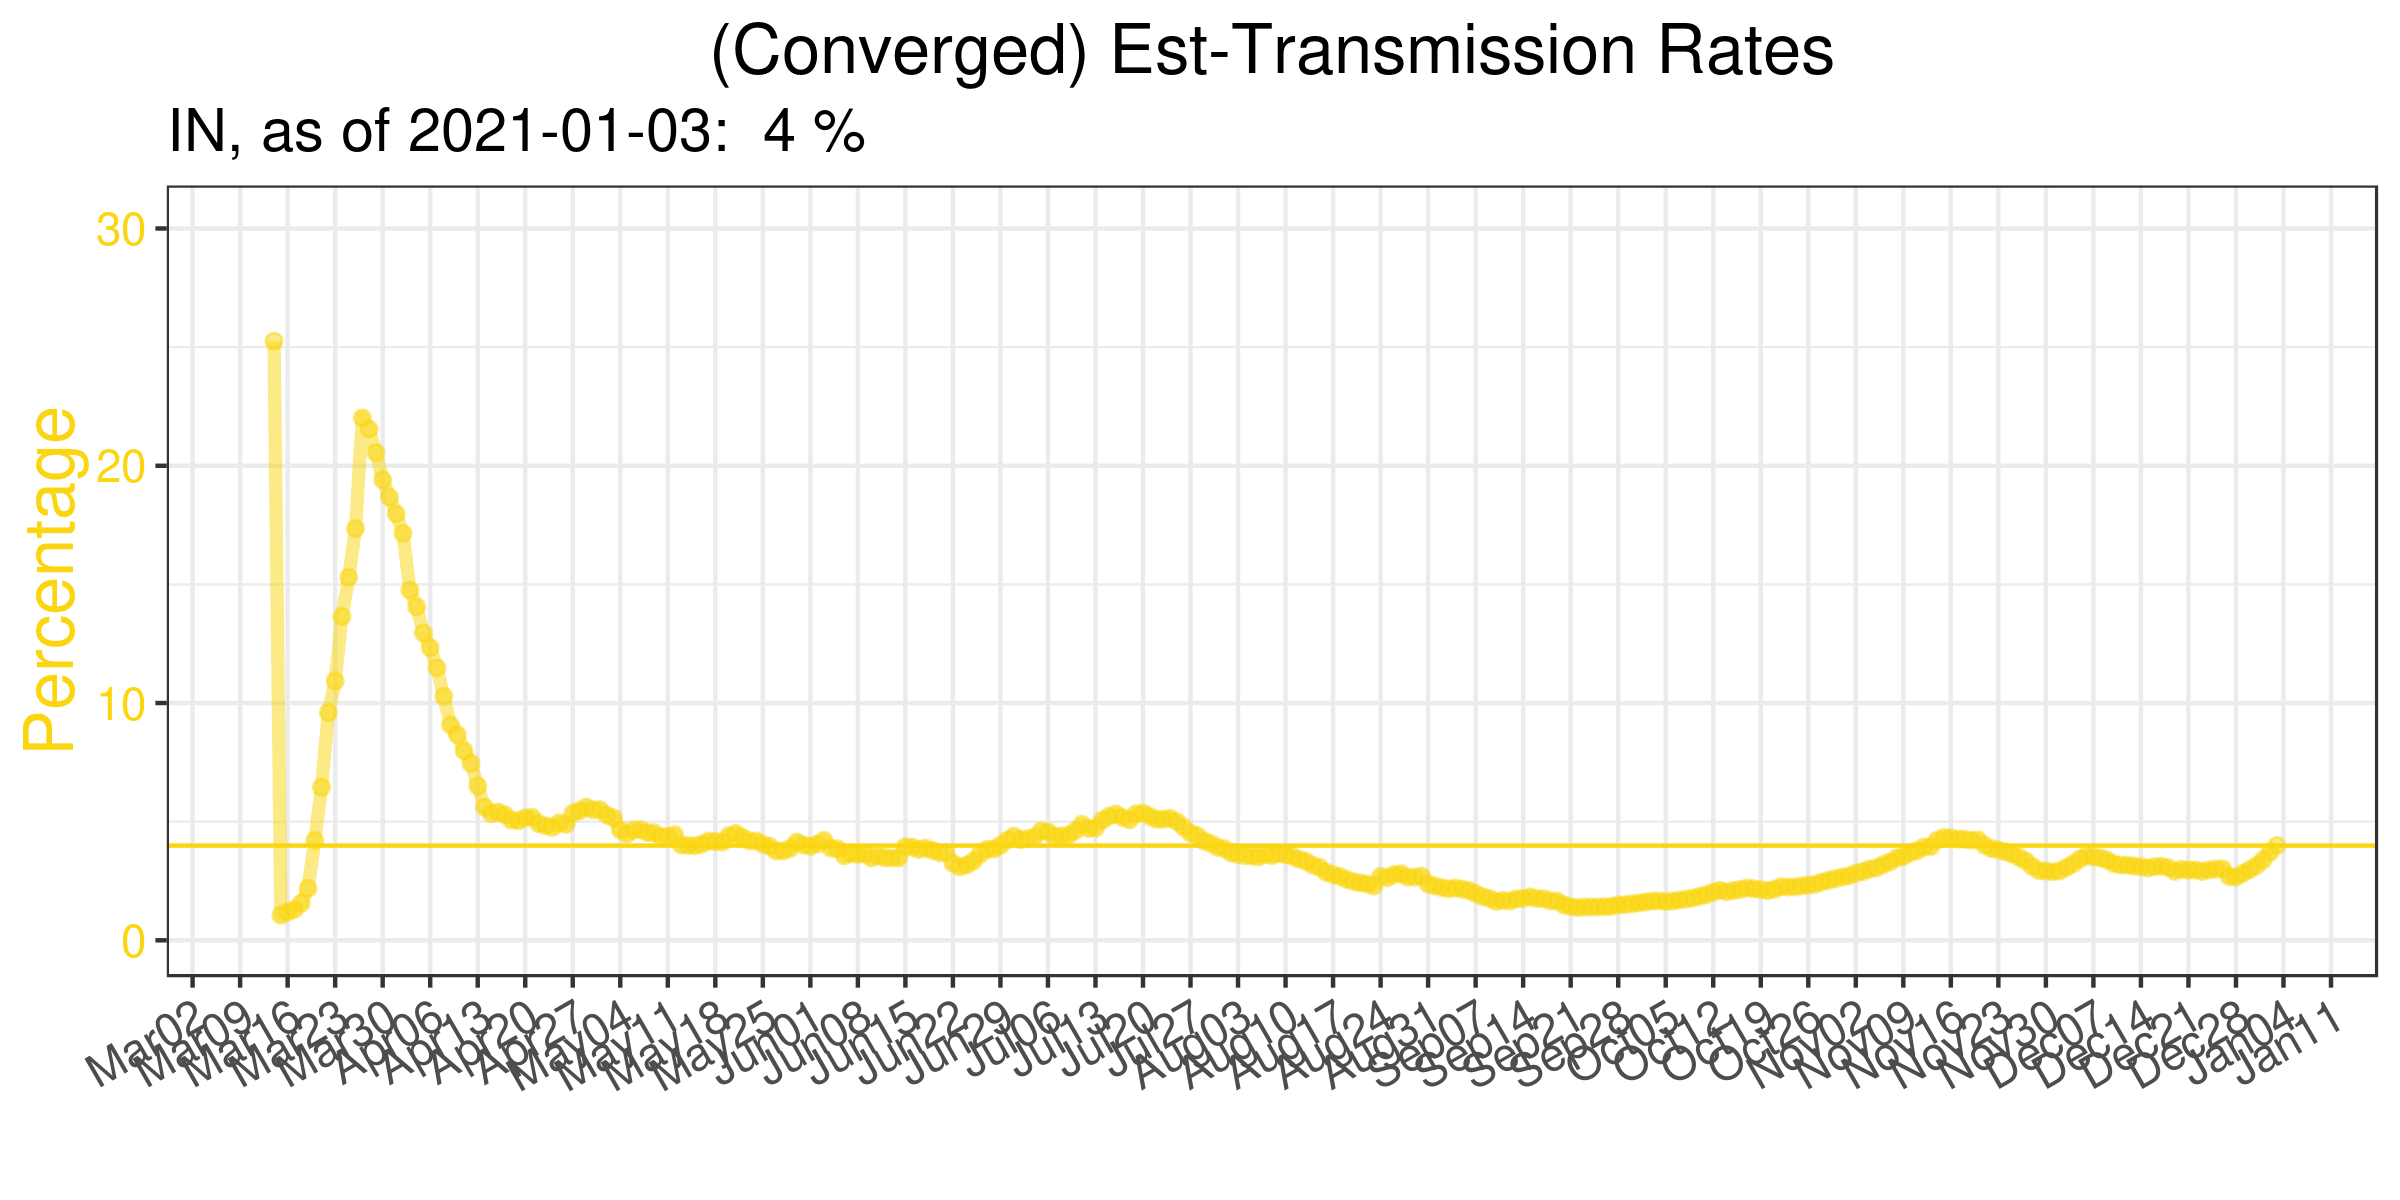 (Converged) Est-Transmission Rates
IN, as of 2021-01-03:  4 %
Percentage
30
20
10
0
Mar02
Mar09
Mar16
Mar23
Mar30
Apr06
Apr13
Apr20
Apr27
May04
May11
May18
May25
Jun01
Jun08
Jun15
Jun22
Jun29
Jul06
Jul13
Jul20
Jul27
Aug03
Aug10
Aug17
Aug24
Aug31
Sep07
Sep14
Sep21
Sep28
Oct05
Oct12
Oct19
Oct26
Nov02
Nov09
Nov16
Nov23
Nov30
Dec07
Dec14
Dec21
Dec28
Jan04
Jan11